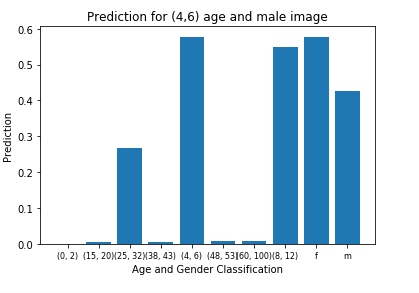 Prediction for (4,6) age and male image
0.6
0.5
0.4
0.3
0.2
0.1
0.0
Prediction
(0, 2) (15, 20)(25, 32)(38, 43) (4, 6) (48, 53)(60, 100)(8, 12) f m
Age and Gender Classification